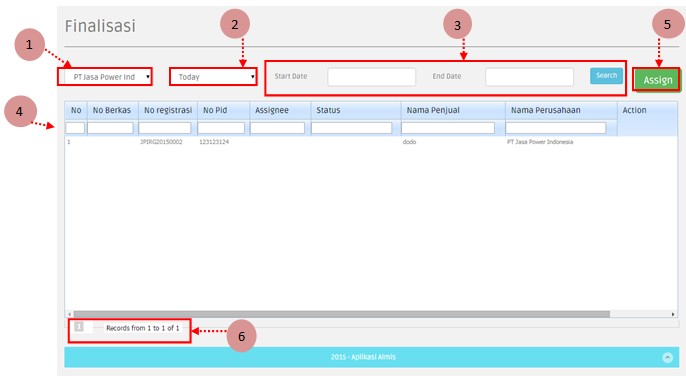 Finalisasi
1
2
3
5
PT Jasa Power Ind
Today
Start Date
End Date
Search
Assign
4
No
No Berkas
No registrasi
No Pid
Assignee
Status
Nama Penjual
Nama Perusahaan
Action
1
JPIRG20150002
123123124
dodo
PT Jasa Power Indonesia
1
Records from 1 to 1 of 1
6
2015 - Aplikasi Almis